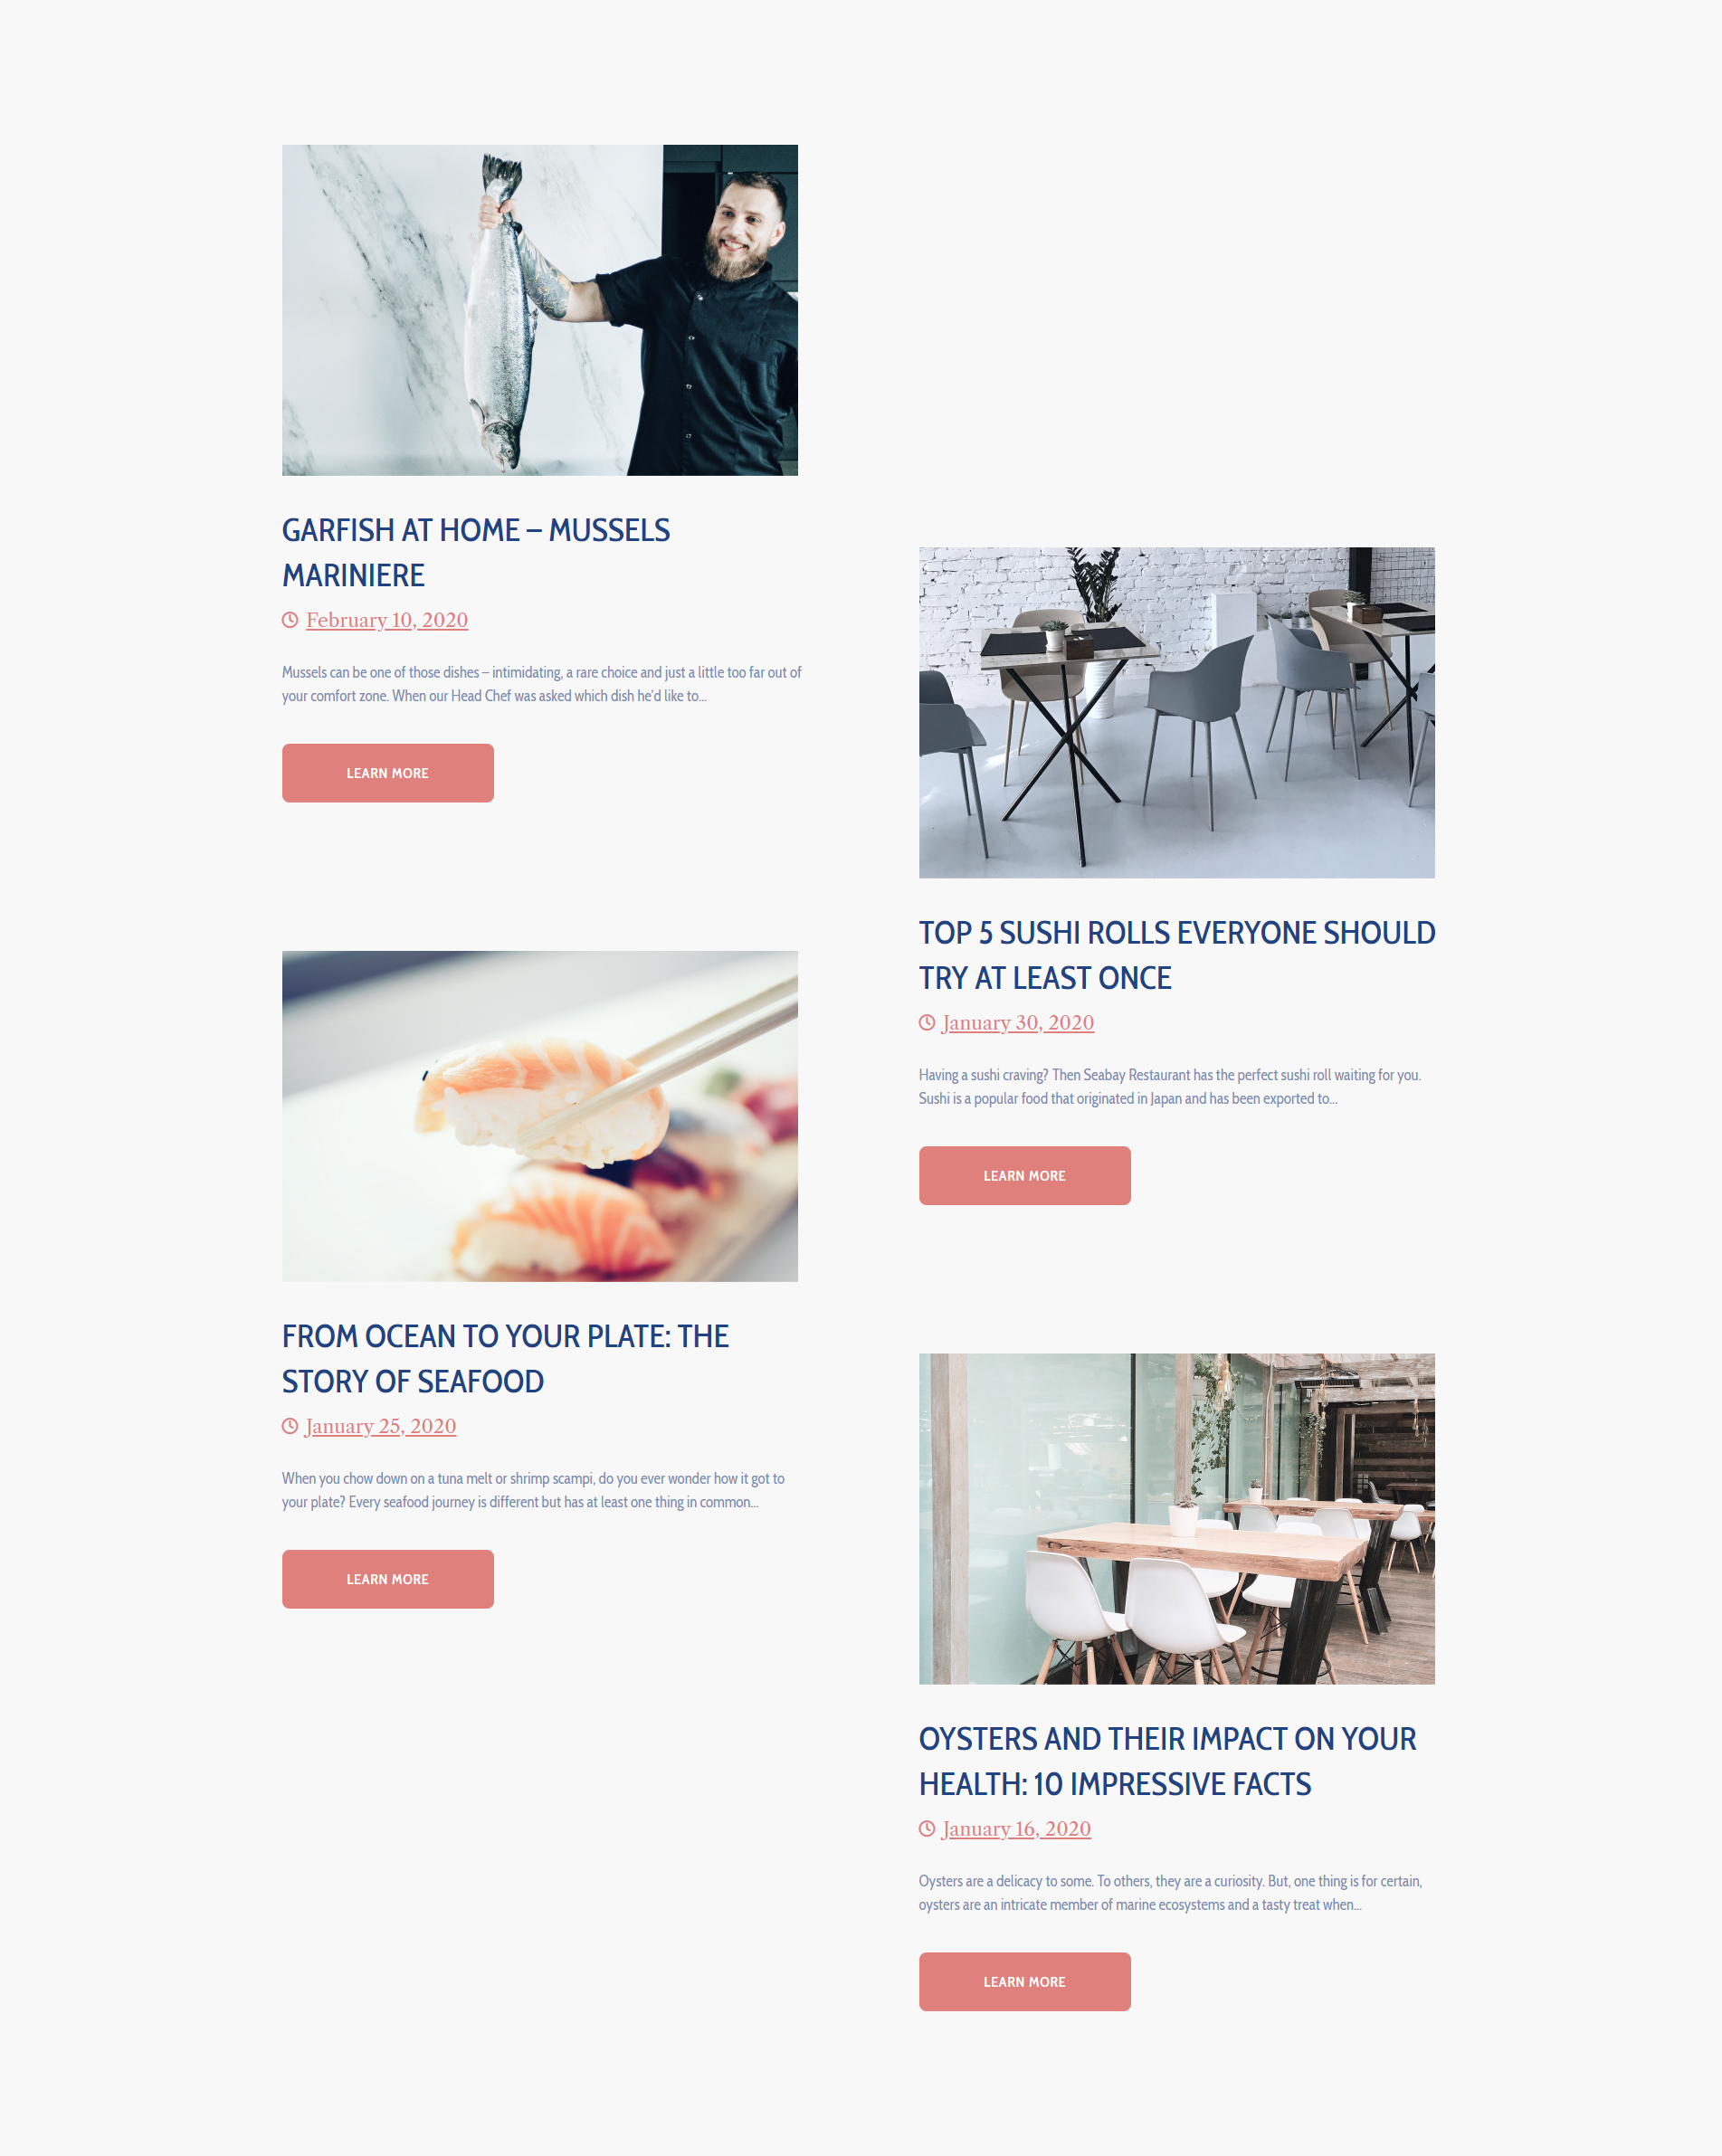 GARFISH AT HOME – MUSSELS
MARINIERE
February 10, 2020
Mussels can be one of those dishes – intimidating, a rare choice and just a little too far out of
your comfort zone. When our Head Chef was asked which dish he'd like to...
LEARN MORE
TOP 5 SUSHI ROLLS EVERYONE SHOULD
TRY AT LEAST ONCE
January 30, 2020
Having a sushi craving? Then Seabay Restaurant has the perfect sushi roll waiting for you.
Sushi is a popular food that originated in Japan and has been exported to...
LEARN MORE
FROM OCEAN TO YOUR PLATE: THE
STORY OF SEAFOOD
January 25, 2020
When you chow down on a tuna melt or shrimp scampi, do you ever wonder how it got to
your plate? Every seafood journey is different but has at least one thing in common...
LEARN MORE
OYSTERS AND THEIR IMPACT ON YOUR
HEALTH: 10 IMPRESSIVE FACTS
January 16, 2020
Oysters are a delicacy to some. To others, they are a curiosity. But, one thing is for certain,
oysters are an intricate member of marine ecosystems and a tasty treat when...
LEARN MORE